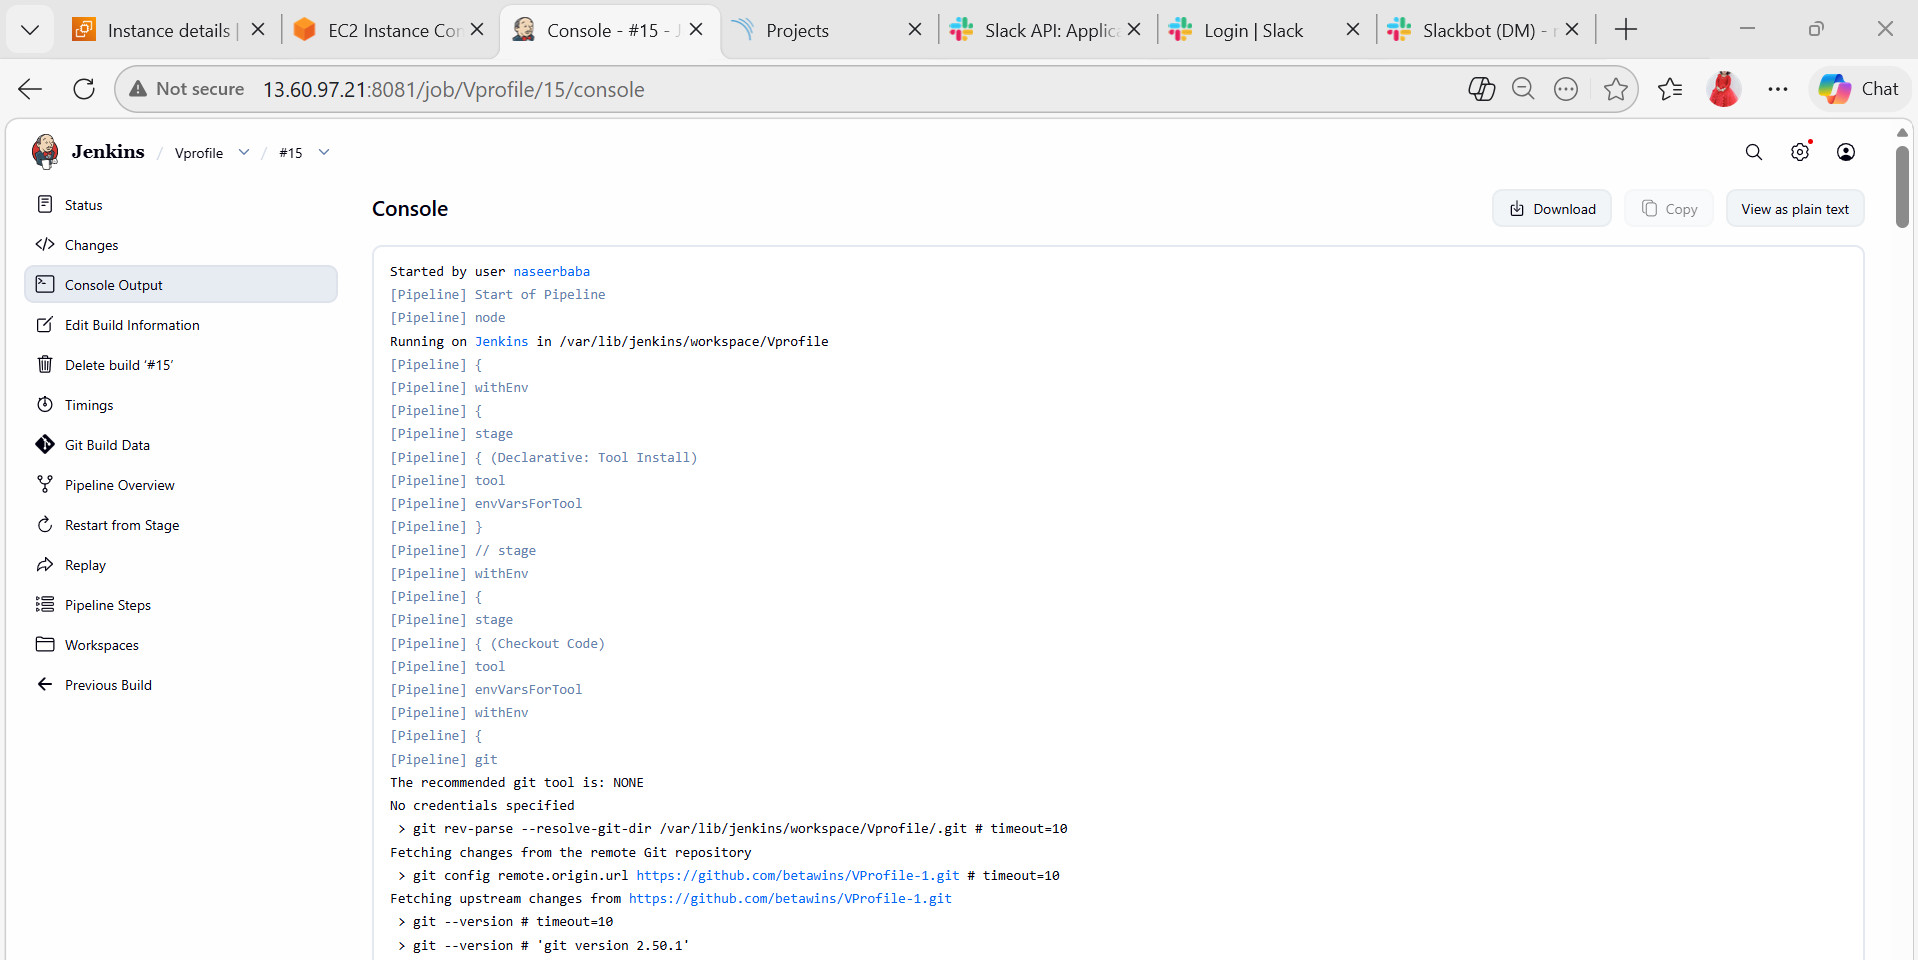 Instance details
EC2 Instance Con
Console - #15 - J
Projects
Slack API: Applica
Login | Slack
Slackbot (DM) -
Not secure 13.60.97.21:8081/job/Vprofile/15/console
Chat
Jenkins / Vprofile / #15
Status
Changes
Console Output
Edit Build Information
Delete build ‘#15’
Timings
Git Build Data
Pipeline Overview
Restart from Stage
Replay
Pipeline Steps
Workspaces
Previous Build
Console
Download
Copy
View as plain text
Started by user naseerbaba
[Pipeline] Start of Pipeline
[Pipeline] node
Running on Jenkins in /var/lib/jenkins/workspace/Vprofile
[Pipeline] {
[Pipeline] withEnv
[Pipeline] {
[Pipeline] stage
[Pipeline] { (Declarative: Tool Install)
[Pipeline] tool
[Pipeline] envVarsForTool
[Pipeline] }
[Pipeline] // stage
[Pipeline] withEnv
[Pipeline] {
[Pipeline] stage
[Pipeline] { (Checkout Code)
[Pipeline] tool
[Pipeline] envVarsForTool
[Pipeline] withEnv
[Pipeline] {
[Pipeline] git
The recommended git tool is: NONE
No credentials specified
> git rev-parse --resolve-git-dir /var/lib/jenkins/workspace/Vprofile/.git # timeout=10
Fetching changes from the remote Git repository
> git config remote.origin.url https://github.com/betawins/VProfile-1.git # timeout=10
Fetching upstream changes from https://github.com/betawins/VProfile-1.git
> git --version # timeout=10
> git --version # 'git version 2.50.1'